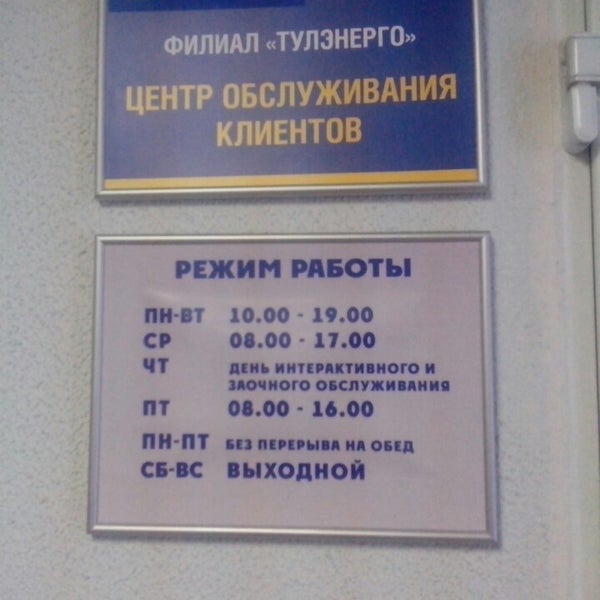 ФИЛИАЛ «ТУЛЭНЕРГО»
ЦЕНТР ОБСЛУЖИВАНИЯ
КЛИЕНТОВ
РЕЖИМ РАБОТЫ
ПН-ВТ 10.00 - 19.00
СР 08.00 - 17.00
ЧТ ДЕНЬ ИНТЕРАКТИВНОГО И
ЗАОЧНОГО ОБСЛУЖИВАНИЯ
ПТ 08.00 - 16.00
ПН-ПТ БЕЗ ПЕРЕРЫВА НА ОБЕД
СБ-ВС ВЫХОДНОЙ